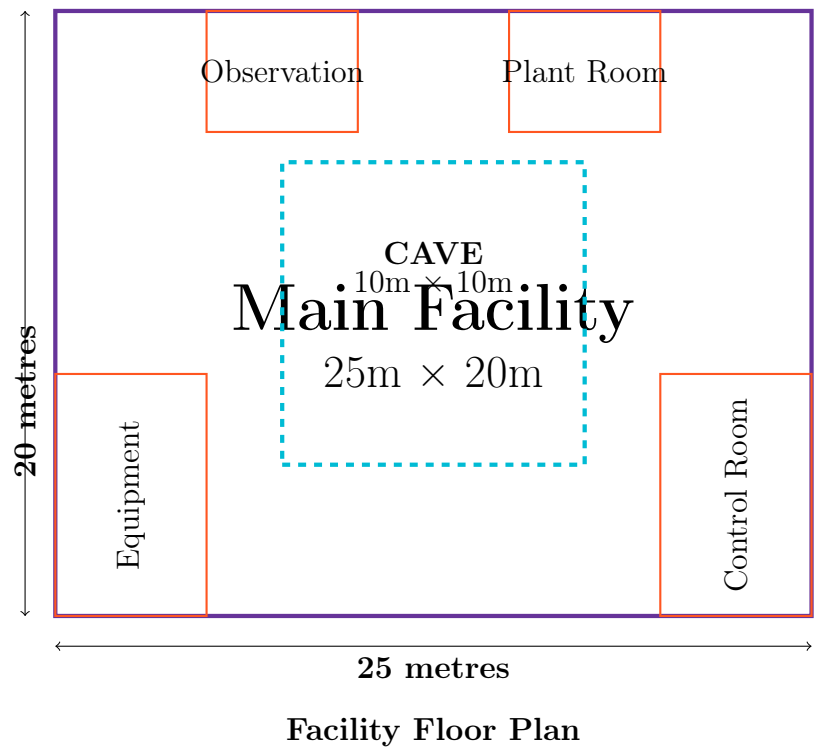 Observation
Plant Room
CAVE
10m × 10m
Main Facility
25m × 20m
20 metres
Equipment
Control Room
25 metres
Facility Floor Plan